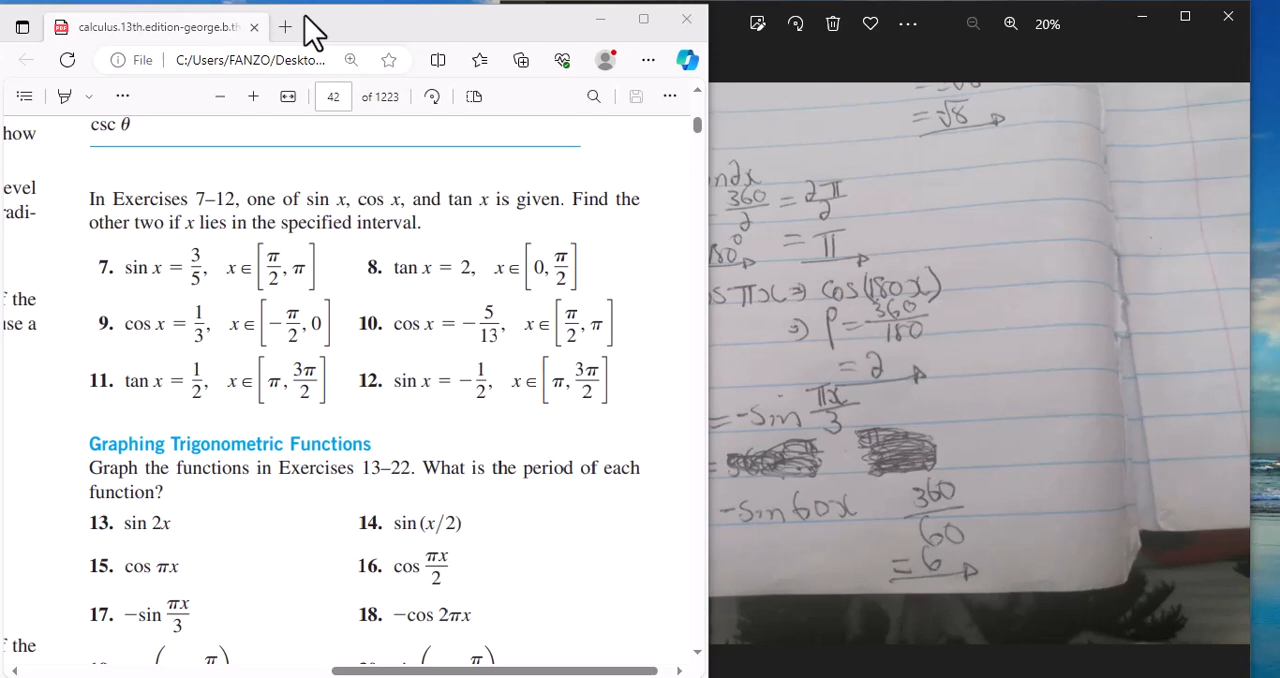 calculus.13th.edition-george.b.th
File C:/Users/FANZO/Deskto...
42 of 1223
how
evel
radi-
f the
use a
f the
csc θ
In Exercises 7–12, one of sin x, cos x, and tan x is given. Find the
other two if x lies in the specified interval.
7. sin x = 3/5, x ∈ [π/2, π] 8. tan x = 2, x ∈ [0, π/2]
9. cos x = 1/3, x ∈ [−π/2, 0] 10. cos x = −5/13, x ∈ [π/2, π]
11. tan x = 1/2, x ∈ [π, 3π/2] 12. sin x = −1/2, x ∈ [π, 3π/2]
Graphing Trigonometric Functions
Graph the functions in Exercises 13–22. What is the period of each
function?
13. sin 2x 14. sin (x/2)
15. cos πx 16. cos πx/2
17. −sin πx/3 18. −cos 2πx
20%
= √8
n2x
360/2 = 2π/2
180° = π
s πx ⇒ cos(180x)
⇒ P = 360/180
= 2
= -sin πx/3
-sin60x 360/60
= 6